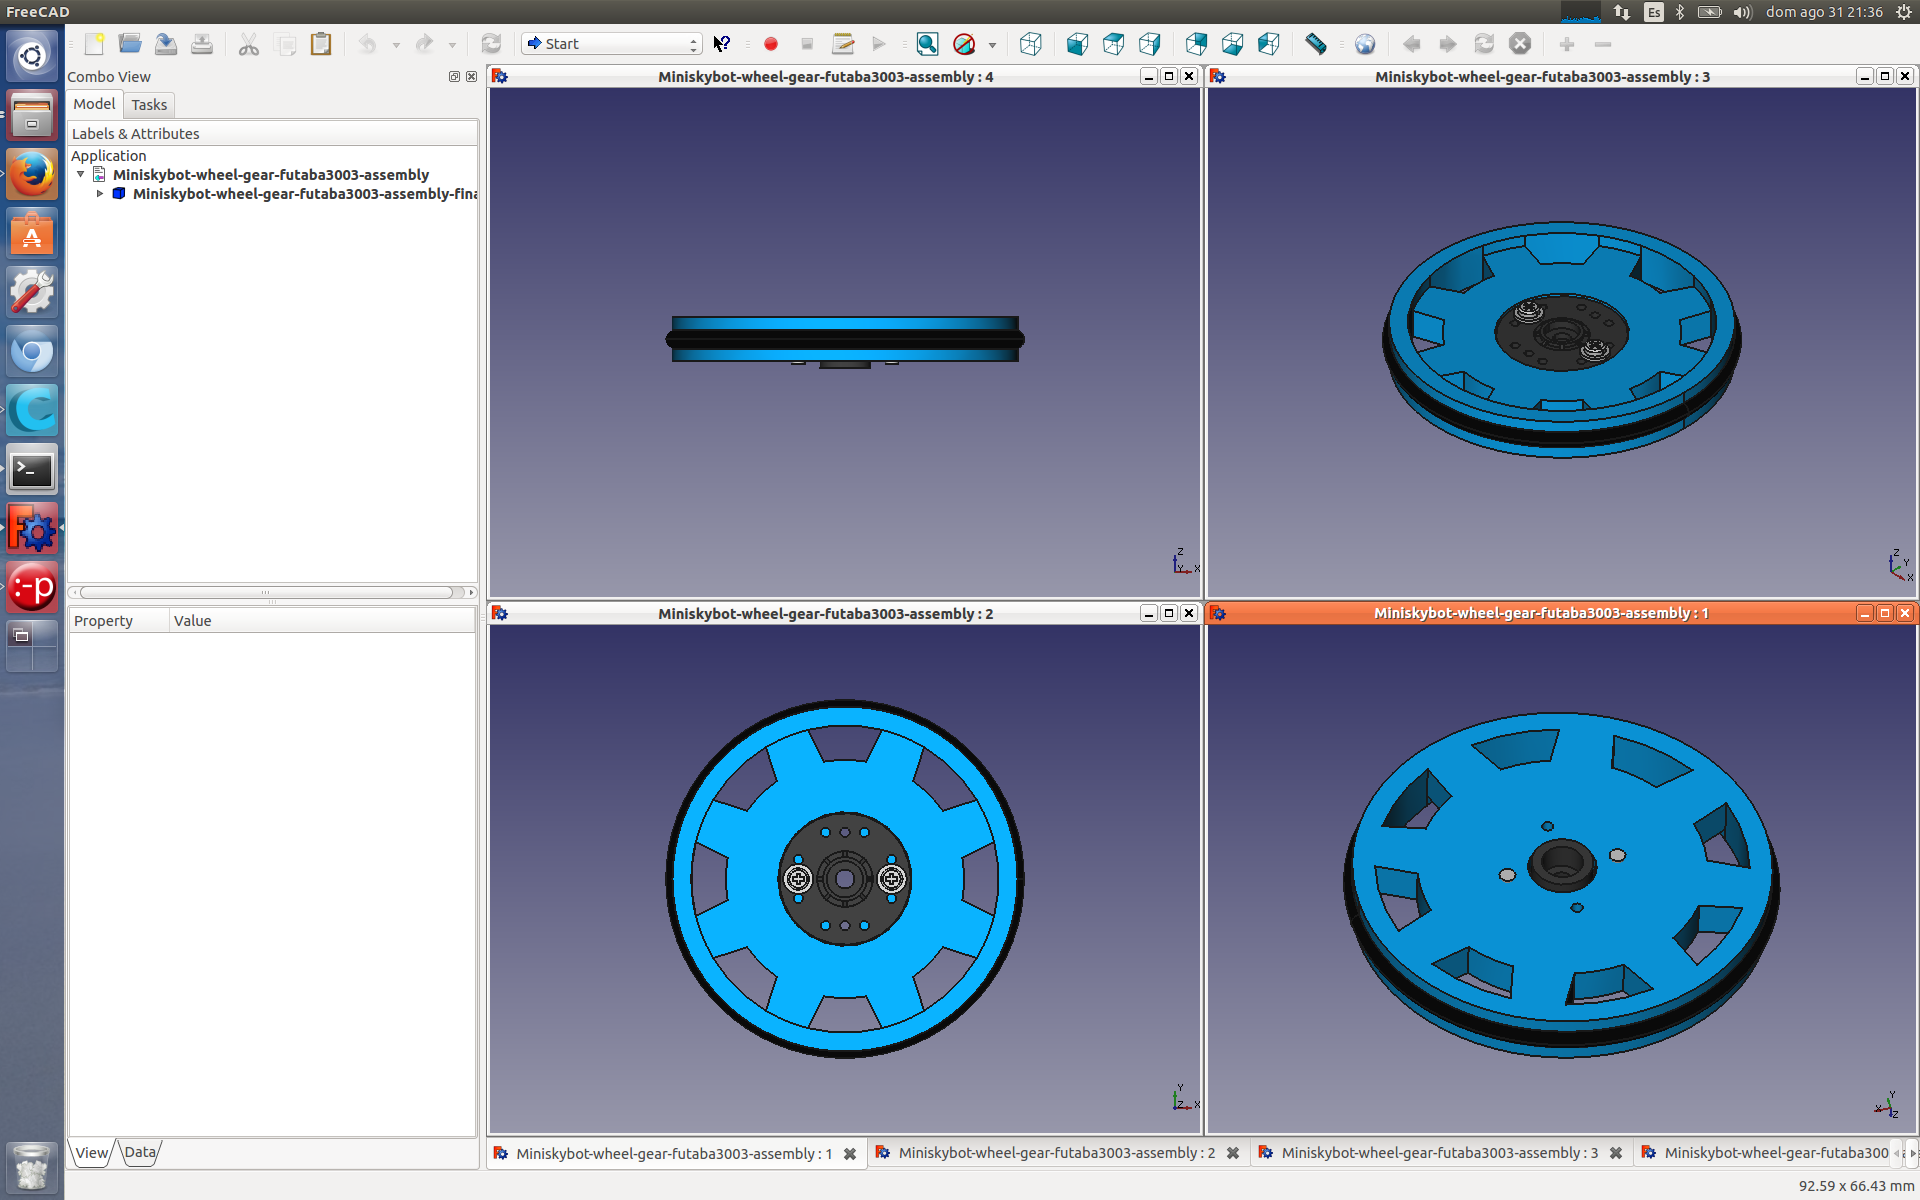 FreeCAD
Es
dom ago 31 21:36
Start
Combo View
Model
Tasks
Labels & Attributes
Application
Miniskybot-wheel-gear-futaba3003-assembly
Miniskybot-wheel-gear-futaba3003-assembly-fina
Property
Value
View
Data
Miniskybot-wheel-gear-futaba3003-assembly : 4
Z
Y
X
Miniskybot-wheel-gear-futaba3003-assembly : 3
Z
Y
X
Miniskybot-wheel-gear-futaba3003-assembly : 2
Y
Z
X
Miniskybot-wheel-gear-futaba3003-assembly : 1
Y
X
Z
Miniskybot-wheel-gear-futaba3003-assembly : 1
Miniskybot-wheel-gear-futaba3003-assembly : 2
Miniskybot-wheel-gear-futaba3003-assembly : 3
Miniskybot-wheel-gear-futaba300
92.59 x 66.43 mm